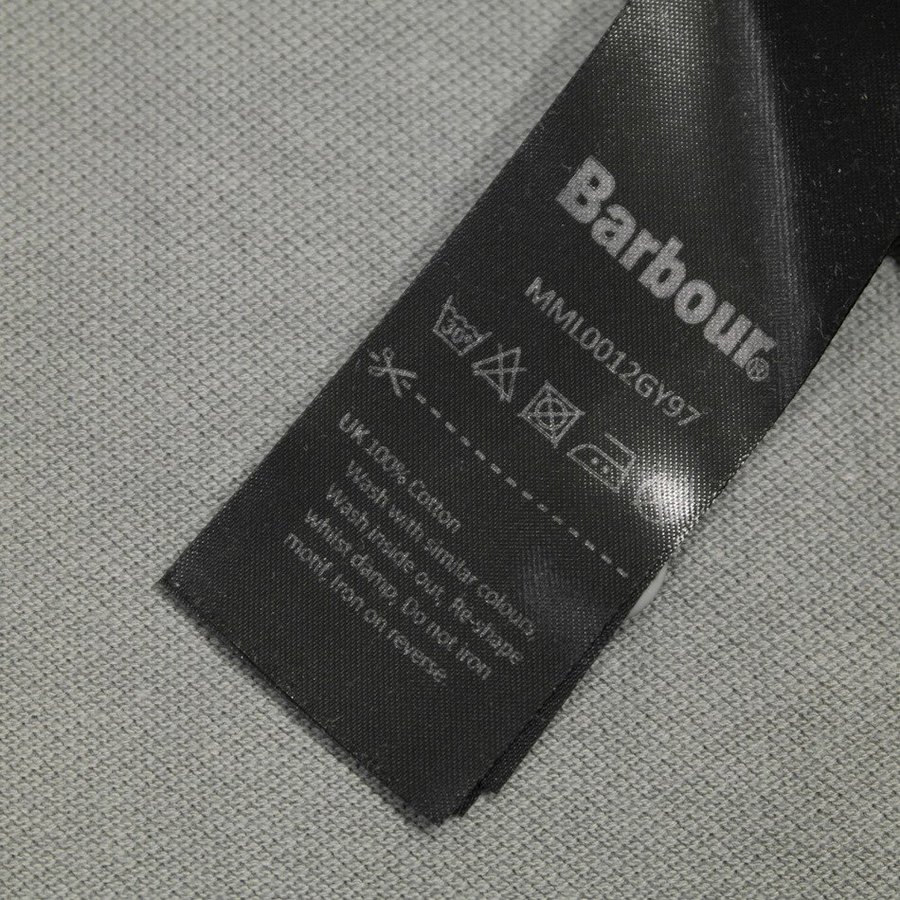 Barbour®
MML0012GY97
30°
UK 100% Cotton
Wash with similar colours,
Wash inside out, Re-shape
whilst damp, Do not iron
motif. Iron on reverse